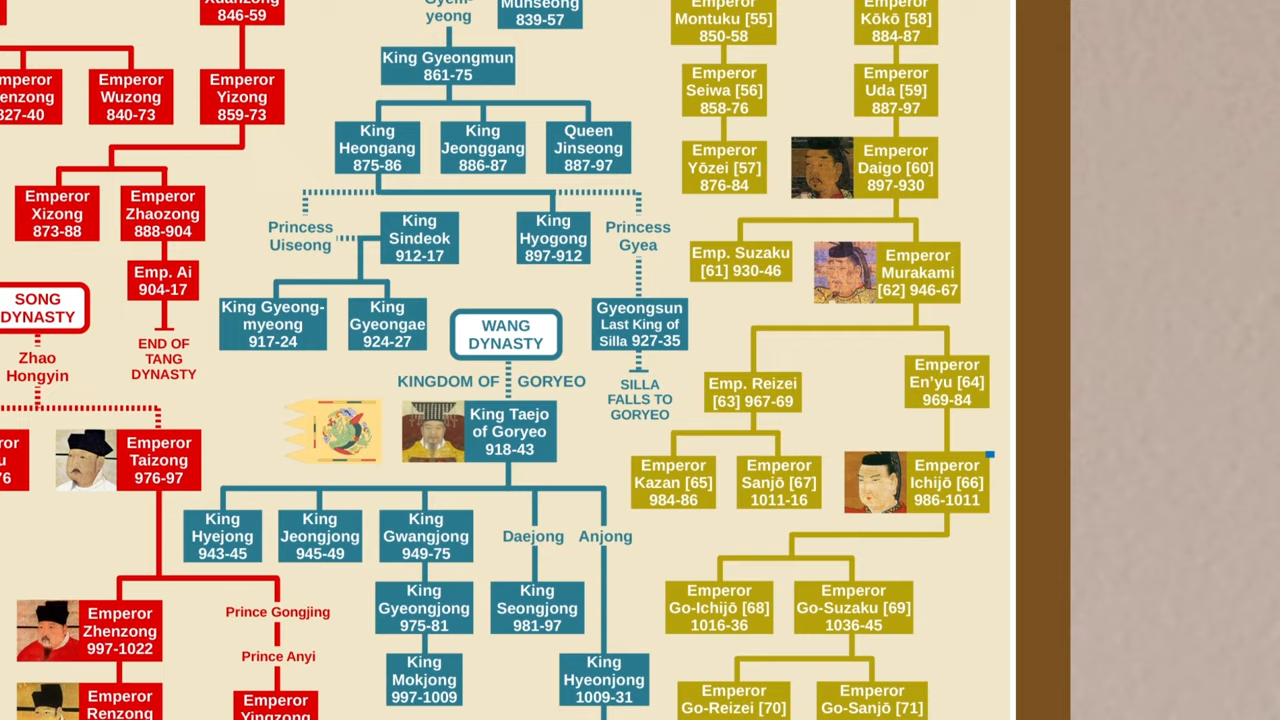 846-59
yeong
839-57
Montuku [55]
850-58
Kōkō [58]
884-87
Wuzong
840-73
Emperor
Emperor
Yizong
859-73
King Gyeongmun
861-75
Emperor
Seiwa [56]
858-76
Emperor
Uda [59]
887-97
King
Heongang
875-86
King
Jeonggang
886-87
Queen
Jinseong
887-97
Emperor
Yōzei [57]
876-84
Emperor
Daigo [60]
897-930
Emperor
Xizong
873-88
Emperor
Zhaozong
888-904
Princess
Uiseong
King
Sindeok
912-17
King
Hyogong
897-912
Princess
Gyea
Emp. Suzaku
[61] 930-46
Emperor
Murakami
[62] 946-67
Emp. Ai
904-17
SONG
DYNASTY
END OF
TANG
DYNASTY
Zhao
Hongyin
King Gyeong-
myeong
917-24
King
Gyeongae
924-27
WANG
DYNASTY
Gyeongsun
Last King of
Silla 927-35
SILLA
FALLS TO
GORYEO
KINGDOM OF GORYEO
Emp. Reizei
[63] 967-69
Emperor
En’yu [64]
969-84
Emperor
Taizong
976-97
King Taejo
of Goryeo
918-43
Emperor
Kazan [65]
984-86
Emperor
Sanjō [67]
1011-16
Emperor
Ichijō [66]
986-1011
King
Hyejong
943-45
King
Jeongjong
945-49
King
Gwangjong
949-75
Daejong
Anjong
King
Gyeongjong
975-81
King
Seongjong
981-97
Emperor
Go-Ichijō [68]
1016-36
Emperor
Go-Suzaku [69]
1036-45
Emperor
Zhenzong
997-1022
Prince Gongjing
Prince Anyi
King
Mokjong
997-1009
King
Hyeonjong
1009-31
Emperor
Renzong
Emperor
Yingzong
Emperor
Go-Reizei [70]
Emperor
Go-Sanjō [71]